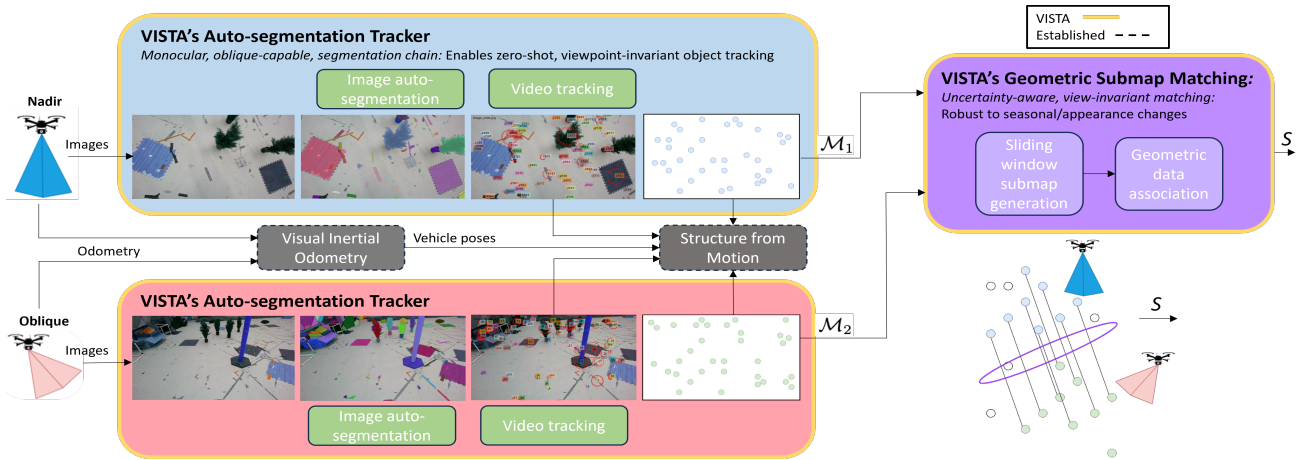 VISTA
Established
VISTA's Auto-segmentation Tracker
Monocular, oblique-capable, segmentation chain: Enables zero-shot, viewpoint-invariant object tracking
Image auto-
segmentation
Video tracking
Nadir
Images
M₁
VISTA's Geometric Submap Matching:
Uncertainty-aware, view-invariant matching:
Robust to seasonal/appearance changes
Sliding
window
submap
generation
Geometric
data
association
S
Odometry
Visual Inertial
Odometry
Vehicle poses
Structure from
Motion
VISTA's Auto-segmentation Tracker
Oblique
Images
M₂
Image auto-
segmentation
Video tracking
S